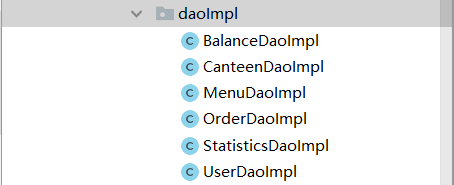 daoImpl
C BalanceDaoImpl
C CanteenDaoImpl
C MenuDaoImpl
C OrderDaoImpl
C StatisticsDaoImpl
C UserDaoImpl